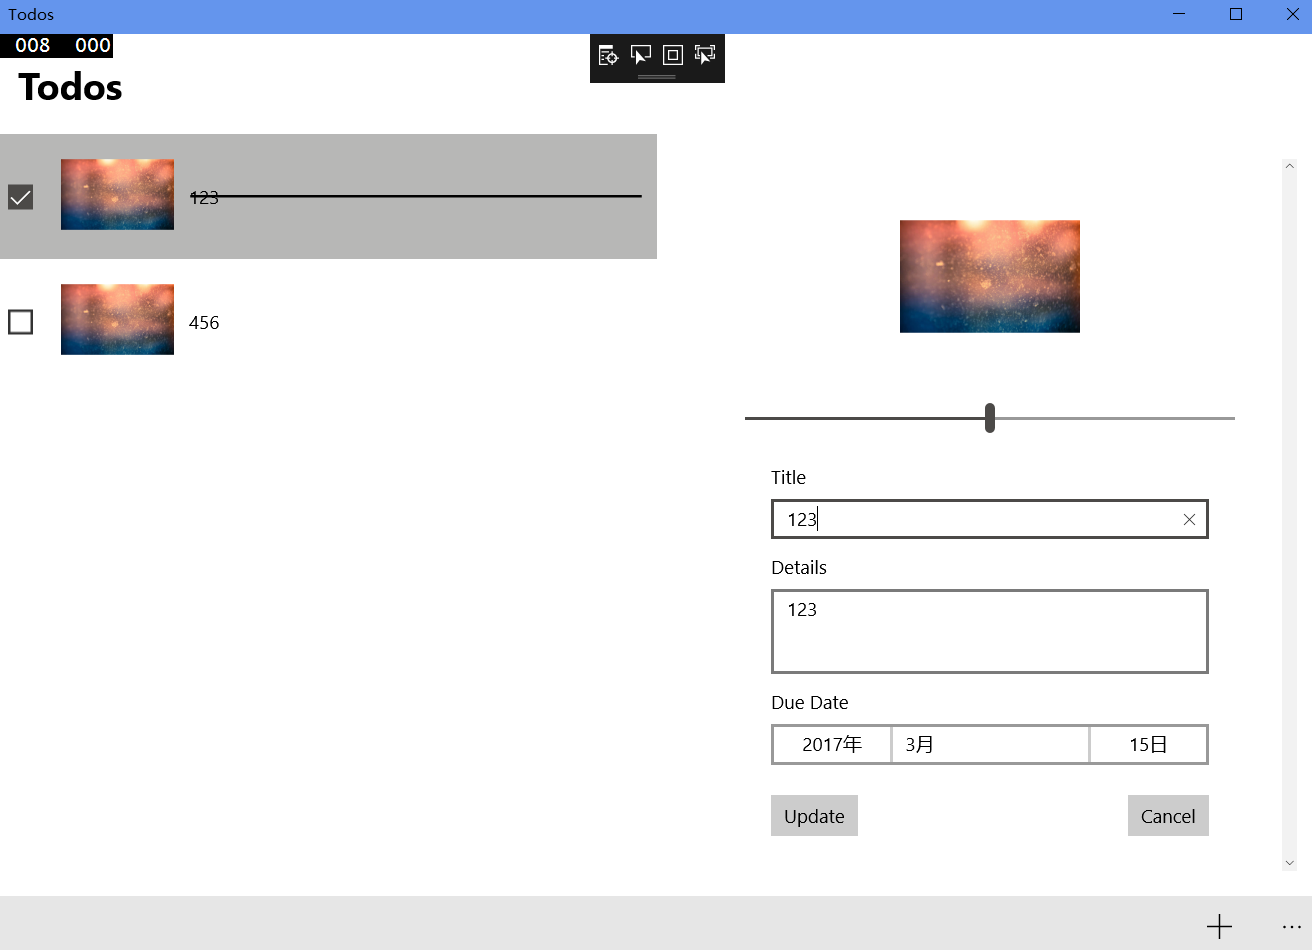 Todos
008 000
Todos
123
456
Title
123
Details
123
Due Date
2017年 3月 15日
Update Cancel